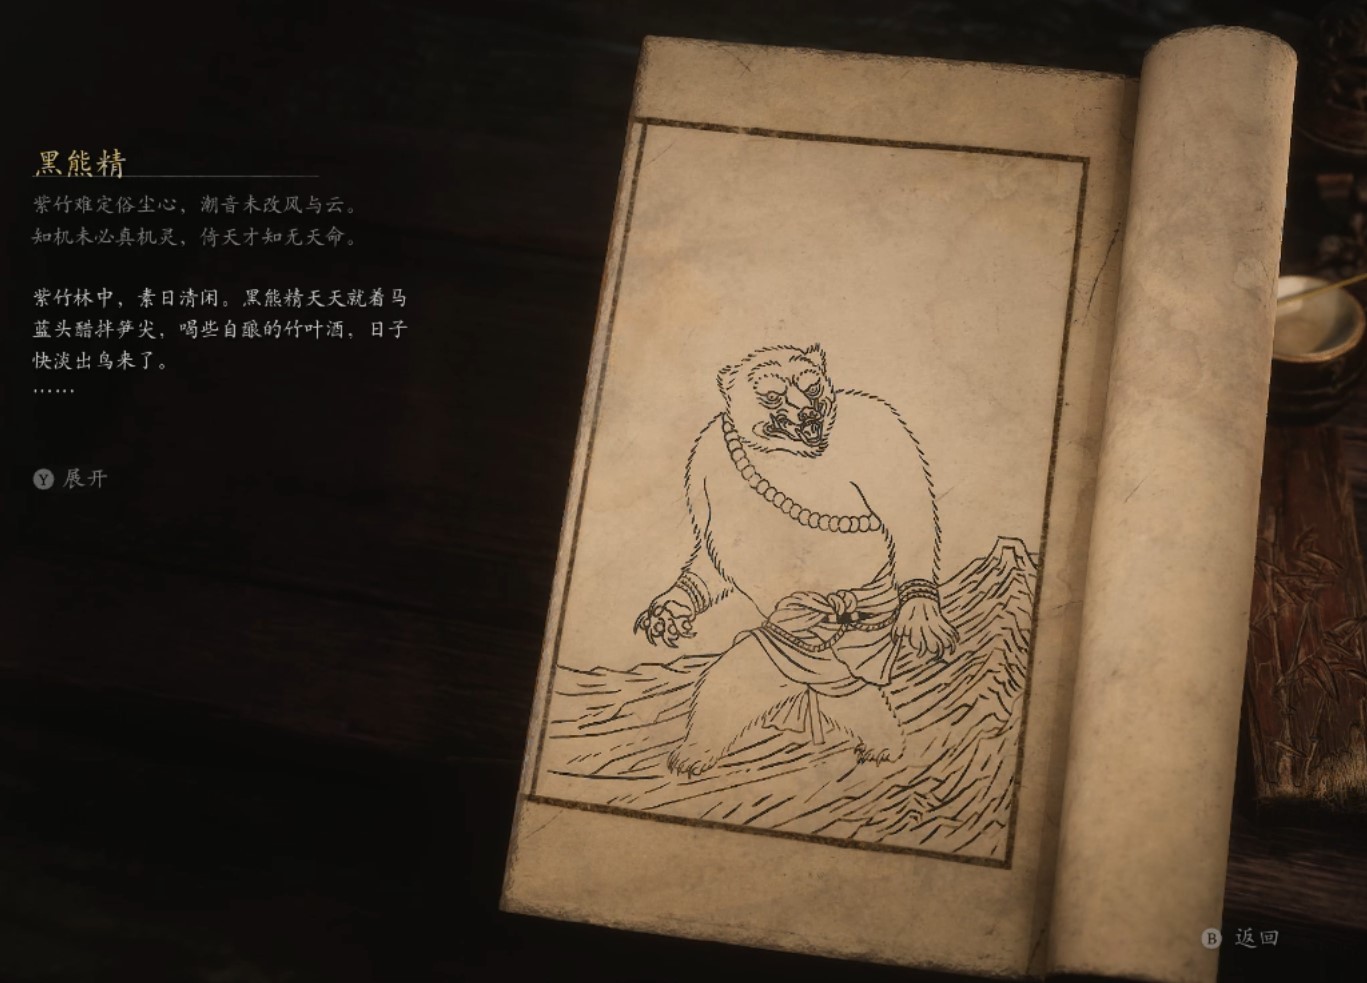 黑熊精
紫竹难定俗尘心，潮音未改风与云。
知机未必真机灵，倚天才知无天命。
紫竹林中，素日清闲。黑熊精天天就着马
蓝头醋拌笋尖，喝些自酿的竹叶酒，日子
快淡出鸟来了。
……
Y 展开
B 返回